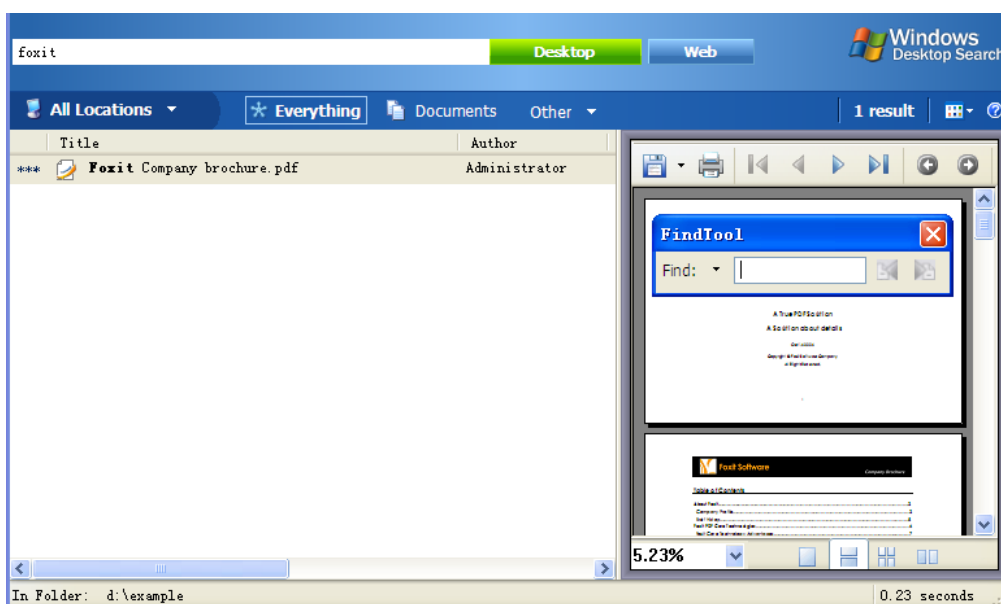 Windows
foxit Desktop Web Desktop Search
All Locations Everything Documents Other 1 result
Title Author
*** Foxit Company brochure.pdf Administrator
FindTool
Find:
A True PDF Solution
A Solution about details
Foxit Software Company Brochure
Table of Contents
5.23%
In Folder: d:\example 0.23 seconds